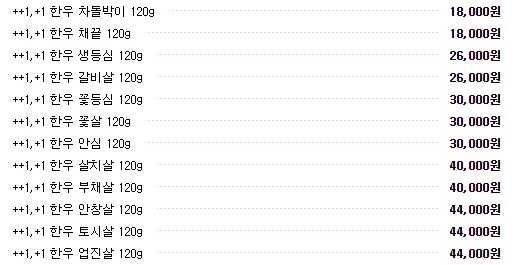 ++1,+1 한우 차돌박이 120g 18,000원
++1,+1 한우 채끝 120g 18,000원
++1,+1 한우 생등심 120g 26,000원
++1,+1 한우 갈비살 120g 26,000원
++1,+1 한우 꽃등심 120g 30,000원
++1,+1 한우 꽃살 120g 30,000원
++1,+1 한우 안심 120g 30,000원
++1,+1 한우 살치살 120g 40,000원
++1,+1 한우 부채살 120g 40,000원
++1,+1 한우 안창살 120g 44,000원
++1,+1 한우 토시살 120g 44,000원
++1,+1 한우 업진살 120g 44,000원